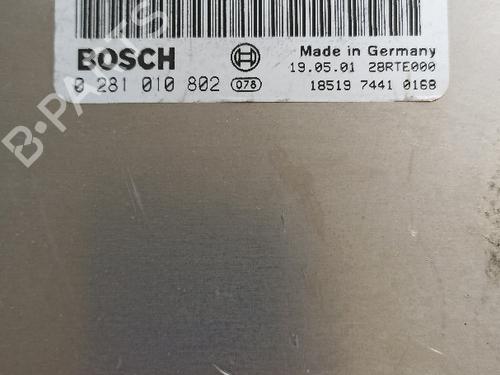 BOSCH Made in Germany
0 281 010 802 078 19.05.01 28RTE000
18519 7441 0168
B-PARTS